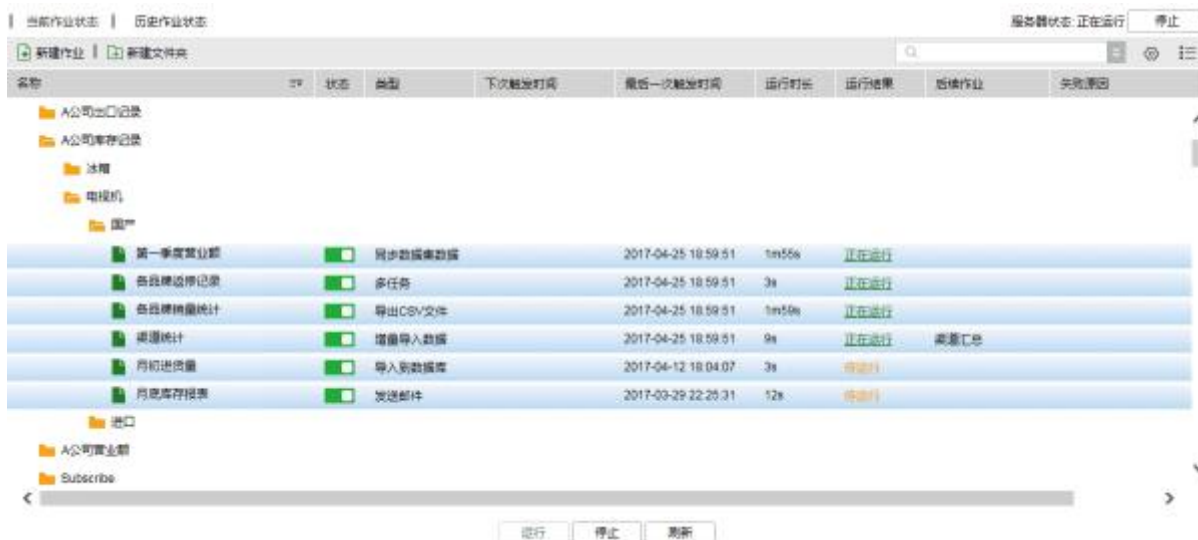 当前作业状态 历史作业状态 服务器状态:正在运行 停止
新建作业 新建文件夹
名称 状态 类型 下次触发时间 最后一次触发时间 运行时长 运行结果 后续作业 失败原因
A公司出口记录
A公司库存记录
冰箱
电视机
国产
第一季度营业额 同步数据集数据 2017-04-25 18:59:51 1m55s 正在运行
各品牌返修记录 多任务 2017-04-25 18:59:51 3s 正在运行
各品牌销量统计 导出CSV文件 2017-04-25 18:59:51 1m59s 正在运行
渠道统计 增量导入数据 2017-04-25 18:59:51 9s 正在运行 渠道汇总
月初进货量 导入到数据库 2017-04-12 18:04:07 3s 待运行
月底库存报表 发送邮件 2017-03-29 22:25:31 12s 待运行
进口
A公司营业额
Subscribe
运行 停止 刷新